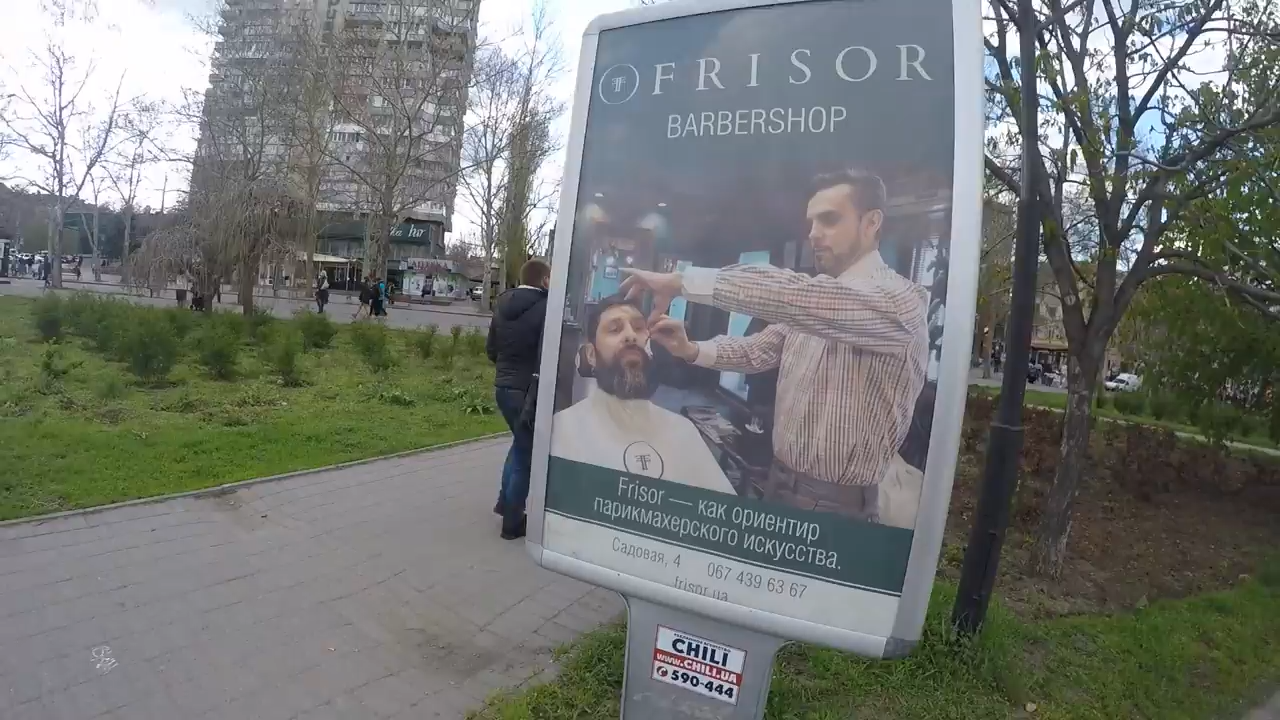 FRISOR
BARBERSHOP
Frisor — как ориентир
парикмахерского искусства.
Садовая, 4 067 439 63 67
frisor.ua
CHILI
www.CHILI.UA
590-444